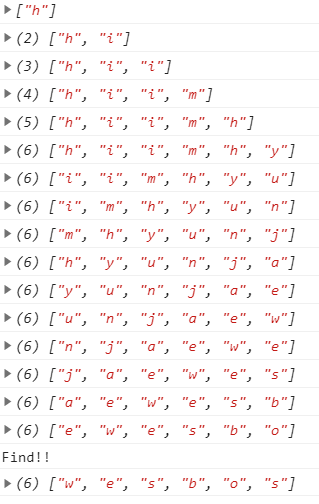 ▶ ["h"]
▶ (2) ["h", "i"]
▶ (3) ["h", "i", "i"]
▶ (4) ["h", "i", "i", "m"]
▶ (5) ["h", "i", "i", "m", "h"]
▶ (6) ["h", "i", "i", "m", "h", "y"]
▶ (6) ["i", "i", "m", "h", "y", "u"]
▶ (6) ["i", "m", "h", "y", "u", "n"]
▶ (6) ["m", "h", "y", "u", "n", "j"]
▶ (6) ["h", "y", "u", "n", "j", "a"]
▶ (6) ["y", "u", "n", "j", "a", "e"]
▶ (6) ["u", "n", "j", "a", "e", "w"]
▶ (6) ["n", "j", "a", "e", "w", "e"]
▶ (6) ["j", "a", "e", "w", "e", "s"]
▶ (6) ["a", "e", "w", "e", "s", "b"]
▶ (6) ["e", "w", "e", "s", "b", "o"]
Find!!
▶ (6) ["w", "e", "s", "b", "o", "s"]